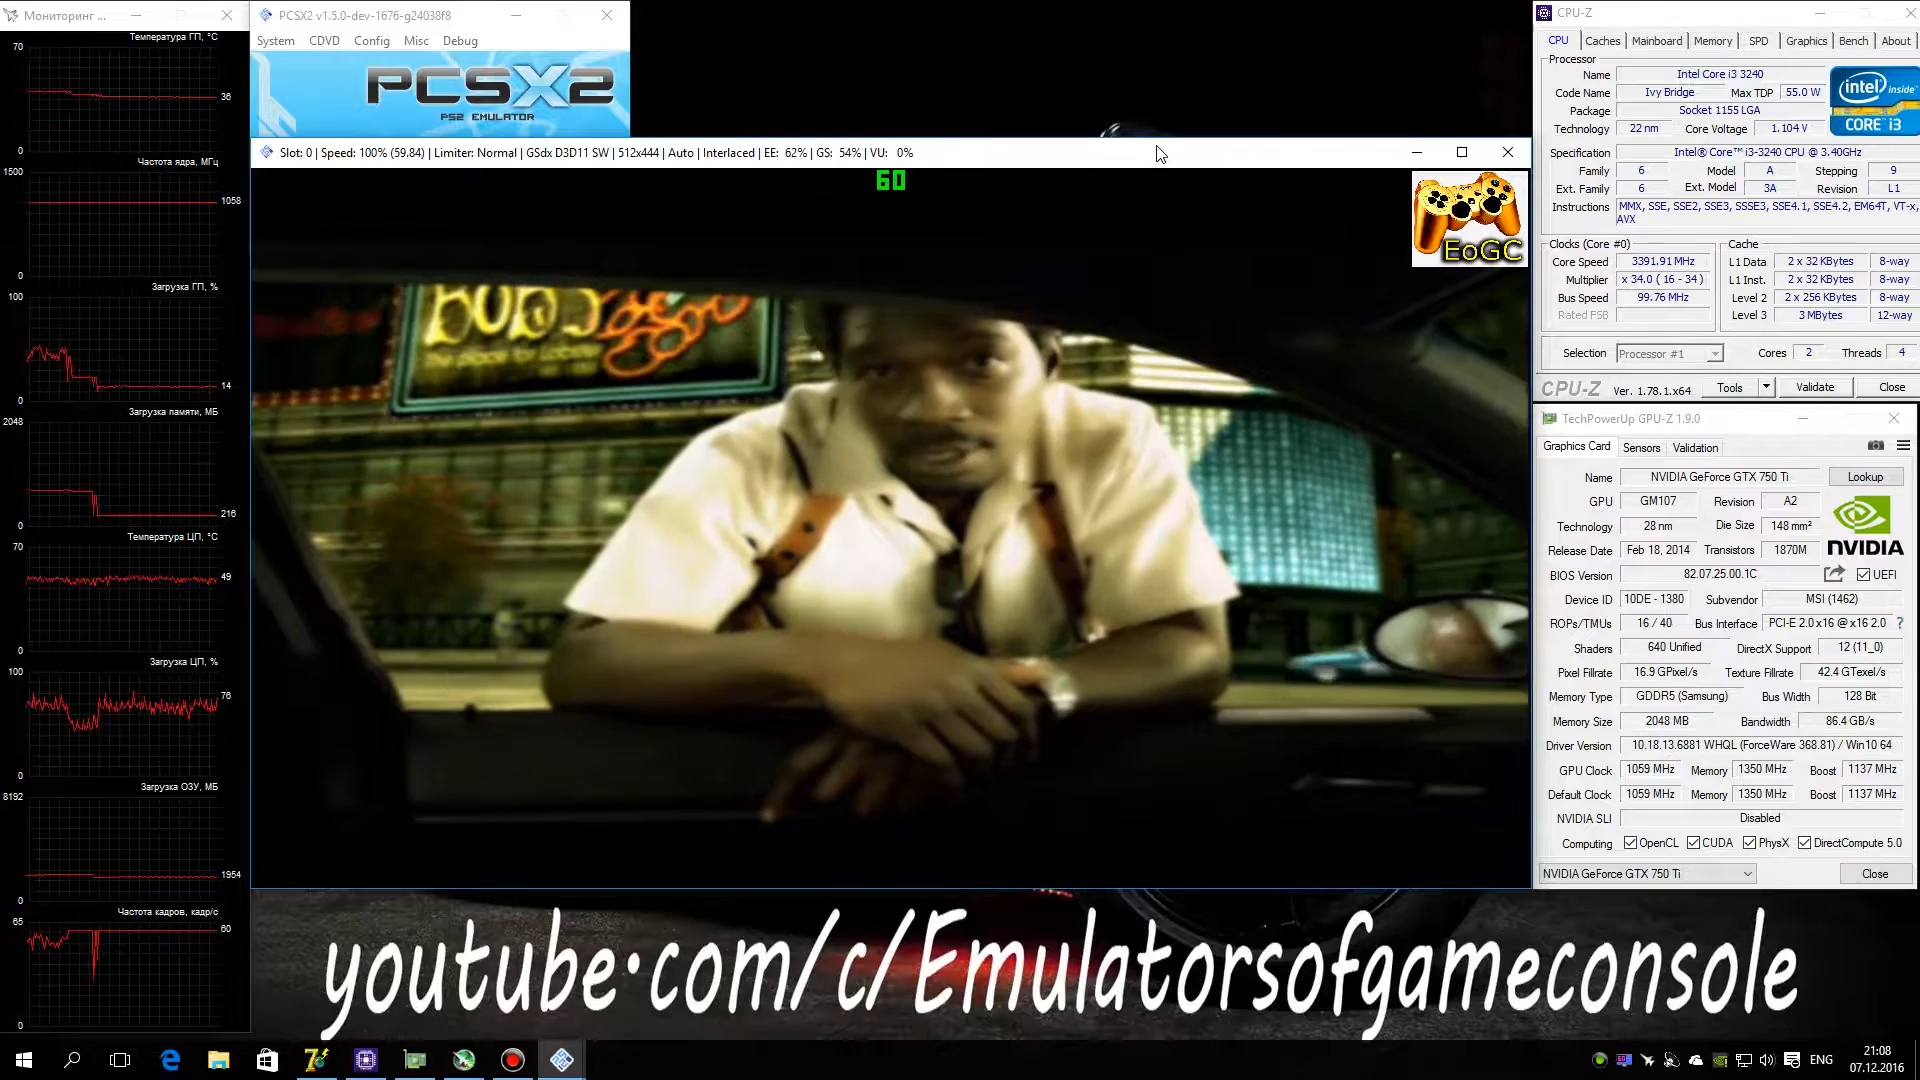 Мониторинг ...
Температура ГП, °C
70
36
0
Частота ядра, МГц
1500
1058
0
Загрузка ГП, %
100
14
0
Загрузка памяти, МБ
2048
216
0
Температура ЦП, °C
70
49
0
Загрузка ЦП, %
100
76
0
Загрузка ОЗУ, МБ
8192
1954
0
Частота кадров, кадр/с
65
60
0
PCSX2 v1.5.0-dev-1676-g24038f8
System CDVD Config Misc Debug
PCSX2
PS2 EMULATOR
Slot: 0 | Speed: 100% (59.84) | Limiter: Normal | GSdx D3D11 SW | 512x444 | Auto | Interlaced | EE: 62% | GS: 54% | VU: 0%
60
EoGC
CPU-Z
CPU Caches Mainboard Memory SPD Graphics Bench About
Processor
Name Intel Core i3 3240
Code Name Ivy Bridge Max TDP 55.0 W
Package Socket 1155 LGA
Technology 22 nm Core Voltage 1.104 V
intel inside
CORE i3
Specification Intel® Core™ i3-3240 CPU @ 3.40GHz
Family 6 Model A Stepping 9
Ext. Family 6 Ext. Model 3A Revision L1
Instructions MMX, SSE, SSE2, SSE3, SSSE3, SSE4.1, SSE4.2, EM64T, VT-x,
AVX
Clocks (Core #0) Cache
Core Speed 3391.91 MHz L1 Data 2 x 32 KBytes 8-way
Multiplier x 34.0 ( 16 - 34 ) L1 Inst. 2 x 32 KBytes 8-way
Bus Speed 99.76 MHz Level 2 2 x 256 KBytes 8-way
Rated FSB Level 3 3 MBytes 12-way
Selection Processor #1 Cores 2 Threads 4
CPU-Z Ver. 1.78.1.x64 Tools Validate Close
TechPowerUp GPU-Z 1.9.0
Graphics Card Sensors Validation
Name NVIDIA GeForce GTX 750 Ti Lookup
GPU GM107 Revision A2
Technology 28 nm Die Size 148 mm²
Release Date Feb 18, 2014 Transistors 1870M
NVIDIA
BIOS Version 82.07.25.00.1C UEFI
Device ID 10DE - 1380 Subvendor MSI (1462)
ROPs/TMUs 16 / 40 Bus Interface PCI-E 2.0 x16 @ x16 2.0 ?
Shaders 640 Unified DirectX Support 12 (11_0)
Pixel Fillrate 16.9 GPixel/s Texture Fillrate 42.4 GTexel/s
Memory Type GDDR5 (Samsung) Bus Width 128 Bit
Memory Size 2048 MB Bandwidth 86.4 GB/s
Driver Version 10.18.13.6881 WHQL (ForceWare 368.81) / Win10 64
GPU Clock 1059 MHz Memory 1350 MHz Boost 1137 MHz
Default Clock 1059 MHz Memory 1350 MHz Boost 1137 MHz
NVIDIA SLI Disabled
Computing OpenCL CUDA PhysX DirectCompute 5.0
NVIDIA GeForce GTX 750 Ti Close
youtube.com/c/Emulatorsofgameconsole
ENG
21:08
07.12.2016